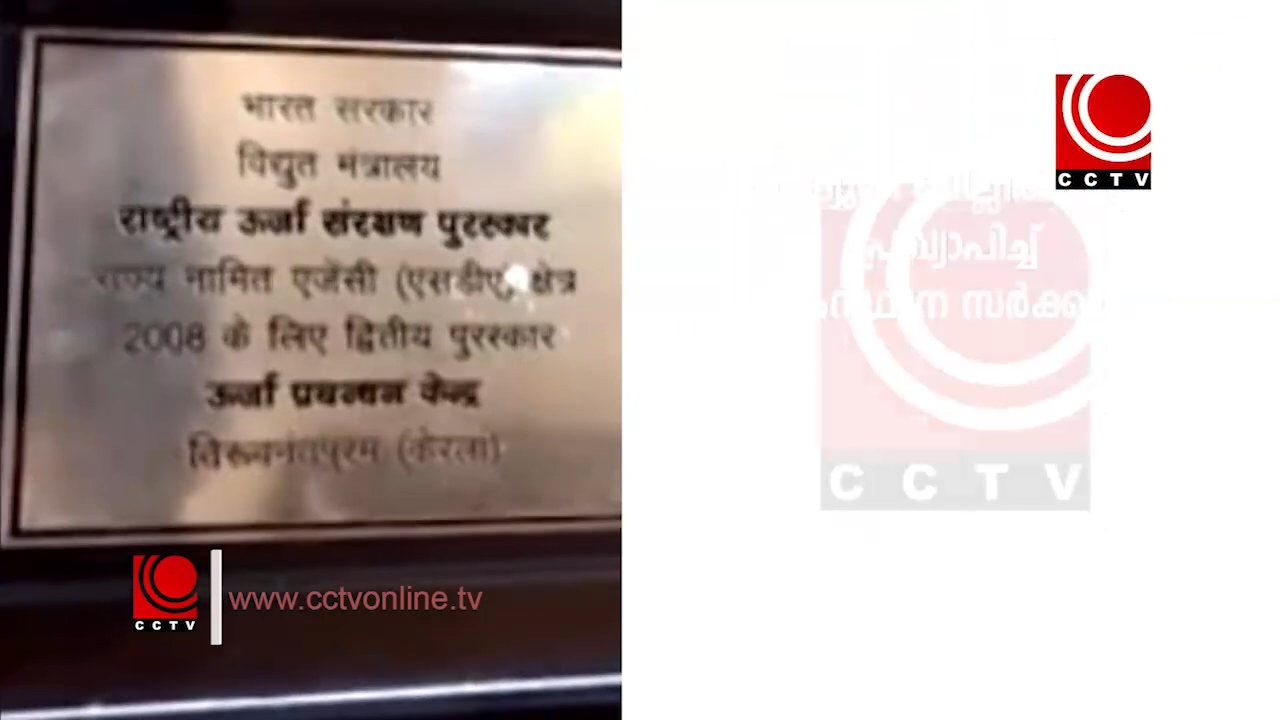 भारत सरकार
विद्युत मंत्रालय
राष्ट्रीय ऊर्जा संरक्षण पुरस्कार
राज्य नामित एजेंसी (एसडीए) क्षेत्र
2008 के लिए द्वितीय पुरस्कार
ऊर्जा प्रबन्धन केन्द्र
तिरूवनंतपुरम (केरला)
CCTV
www.cctvonline.tv
CCTV
പ്രഖ്യാപിച്ച്
CCTV